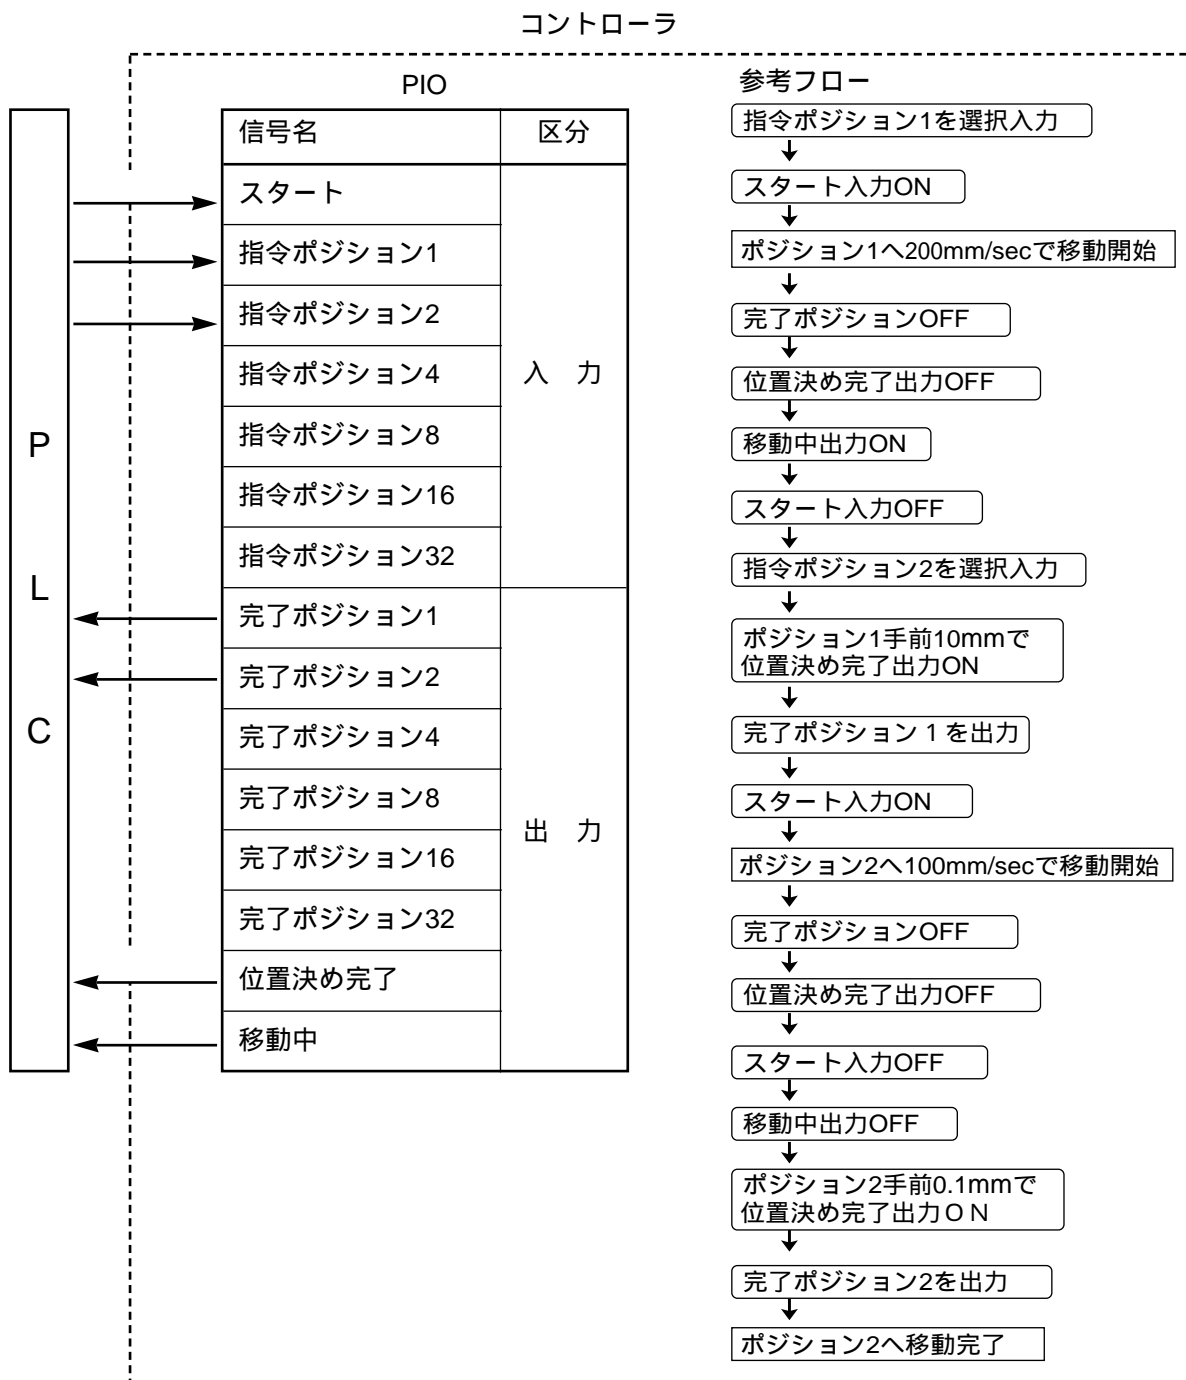 コントローラ
PIO
信号名
区分
スタート
指令ポジション1
指令ポジション2
指令ポジション4
指令ポジション8
指令ポジション16
指令ポジション32
入 力
完了ポジション1
完了ポジション2
完了ポジション4
完了ポジション8
完了ポジション16
完了ポジション32
位置決め完了
移動中
出 力
P
L
C
参考フロー
指令ポジション1を選択入力
スタート入力ON
ポジション1へ200mm/secで移動開始
完了ポジションOFF
位置決め完了出力OFF
移動中出力ON
スタート入力OFF
指令ポジション2を選択入力
ポジション1手前10mmで
位置決め完了出力ON
完了ポジション1を出力
スタート入力ON
ポジション2へ100mm/secで移動開始
完了ポジションOFF
位置決め完了出力OFF
スタート入力OFF
移動中出力OFF
ポジション2手前0.1mmで
位置決め完了出力ON
完了ポジション2を出力
ポジション2へ移動完了